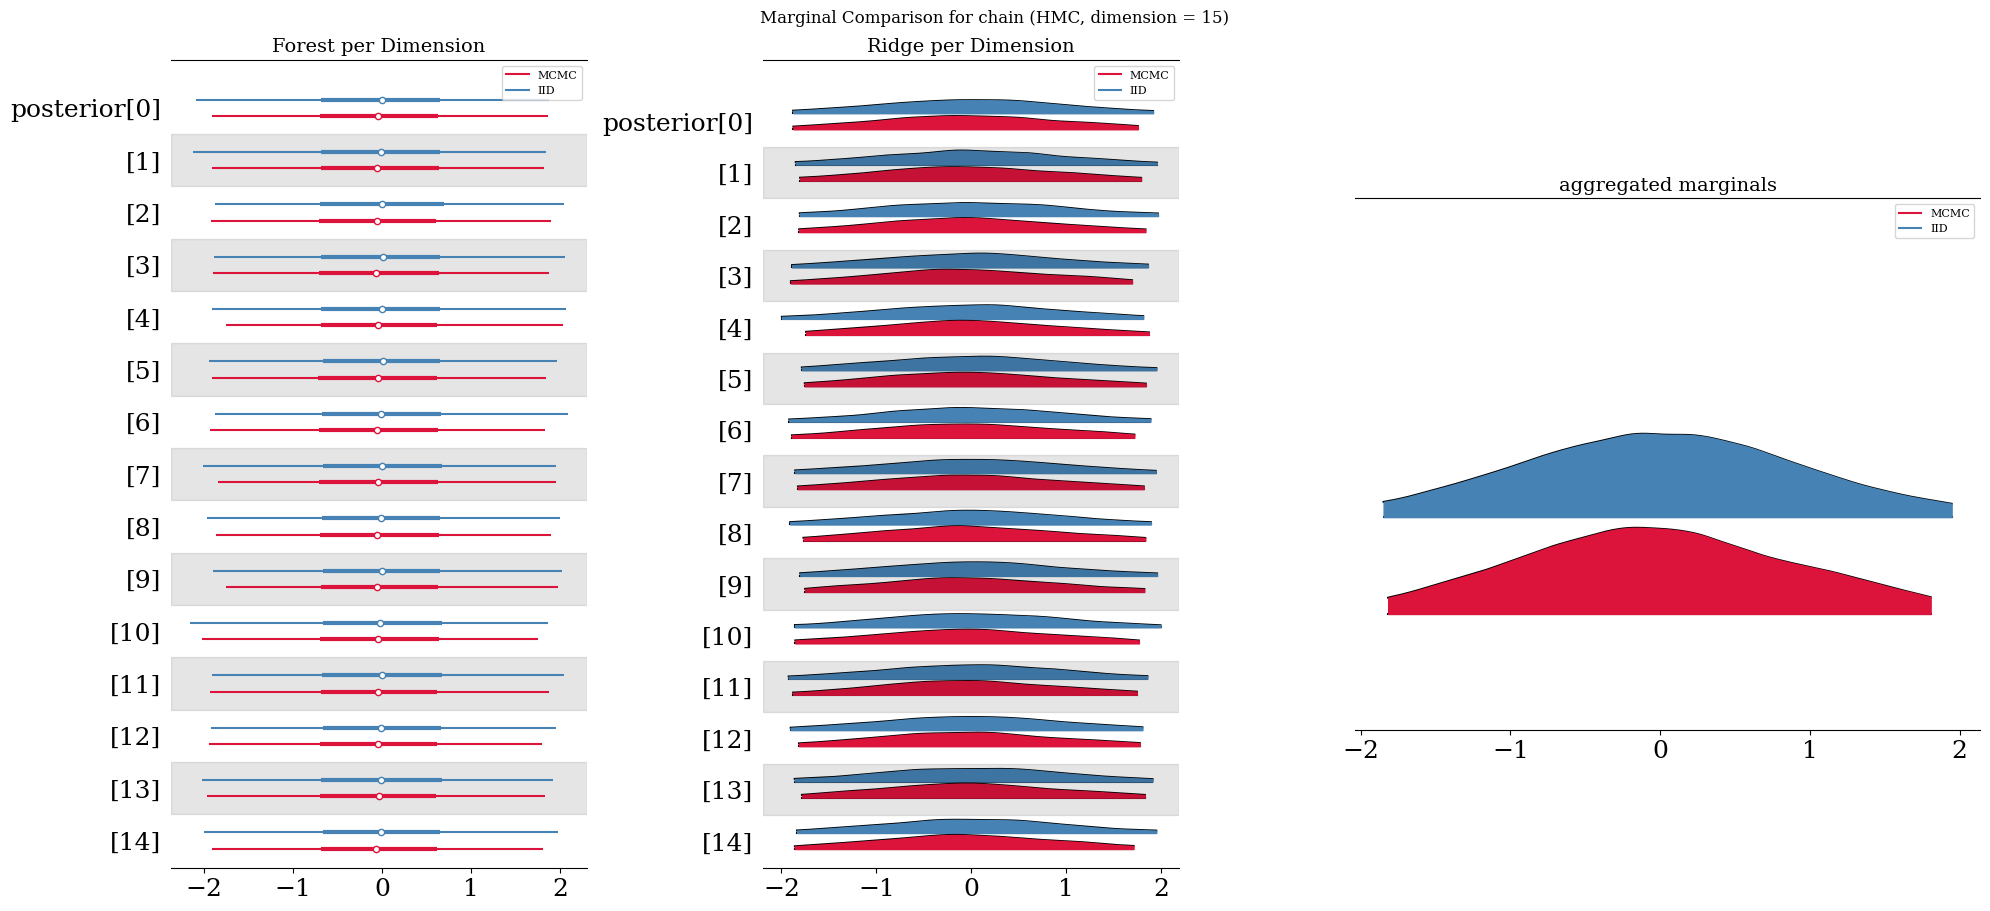 Marginal Comparison for chain (HMC, dimension = 15)
Forest per Dimension
MCMC
IID
posterior[0]
[1]
[2]
[3]
[4]
[5]
[6]
[7]
[8]
[9]
[10]
[11]
[12]
[13]
[14]
−2 −1 0 1 2
Ridge per Dimension
MCMC
IID
posterior[0]
[1]
[2]
[3]
[4]
[5]
[6]
[7]
[8]
[9]
[10]
[11]
[12]
[13]
[14]
−2 −1 0 1 2
aggregated marginals
MCMC
IID
−2 −1 0 1 2